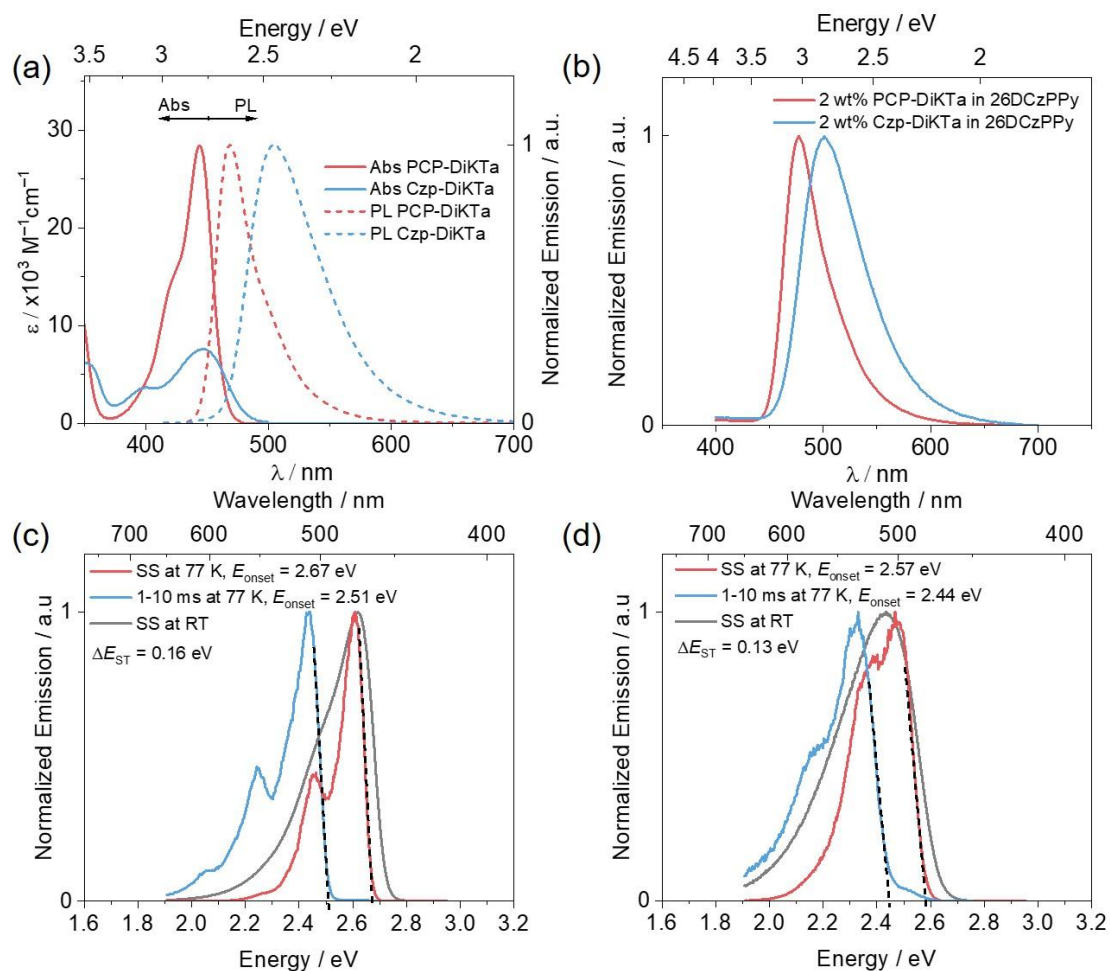 Energy / eV
3.5 3 2.5 2
(a)
Abs PL
Abs PCP-DiKTa
Abs Czp-DiKTa
PL PCP-DiKTa
PL Czp-DiKTa
ε / x10³ M⁻¹cm⁻¹
30
20
10
0
1
0
Normalized Emission / a.u.
400 500 600 700
λ / nm
Energy / eV
4.5 4 3.5 3 2.5 2
(b)
2 wt% PCP-DiKTa in 26DCzPPy
2 wt% Czp-DiKTa in 26DCzPPy
Normalized Emission / a.u.
1
0
400 500 600 700
λ / nm
Wavelength / nm
700 600 500 400
(c)
SS at 77 K, Eonset = 2.67 eV
1-10 ms at 77 K, Eonset = 2.51 eV
SS at RT
ΔEST = 0.16 eV
Normalized Emission / a.u
1
0
1.6 1.8 2.0 2.2 2.4 2.6 2.8 3.0 3.2
Energy / eV
Wavelength / nm
700 600 500 400
(d)
SS at 77 K, Eonset = 2.57 eV
1-10 ms at 77 K, Eonset = 2.44 eV
SS at RT
ΔEST = 0.13 eV
Normalized Emission / a.u
1
0
1.6 1.8 2.0 2.2 2.4 2.6 2.8 3.0 3.2
Energy / eV